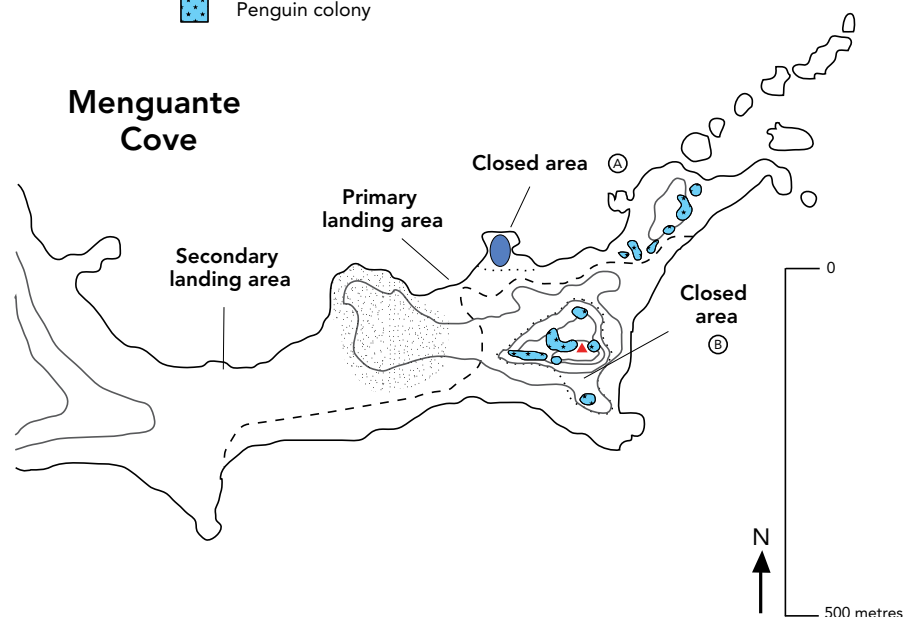 Penguin colony
Menguante
Cove
Closed area
A
Primary
landing area
Secondary
landing area
0
Closed
area
B
N
500 metres